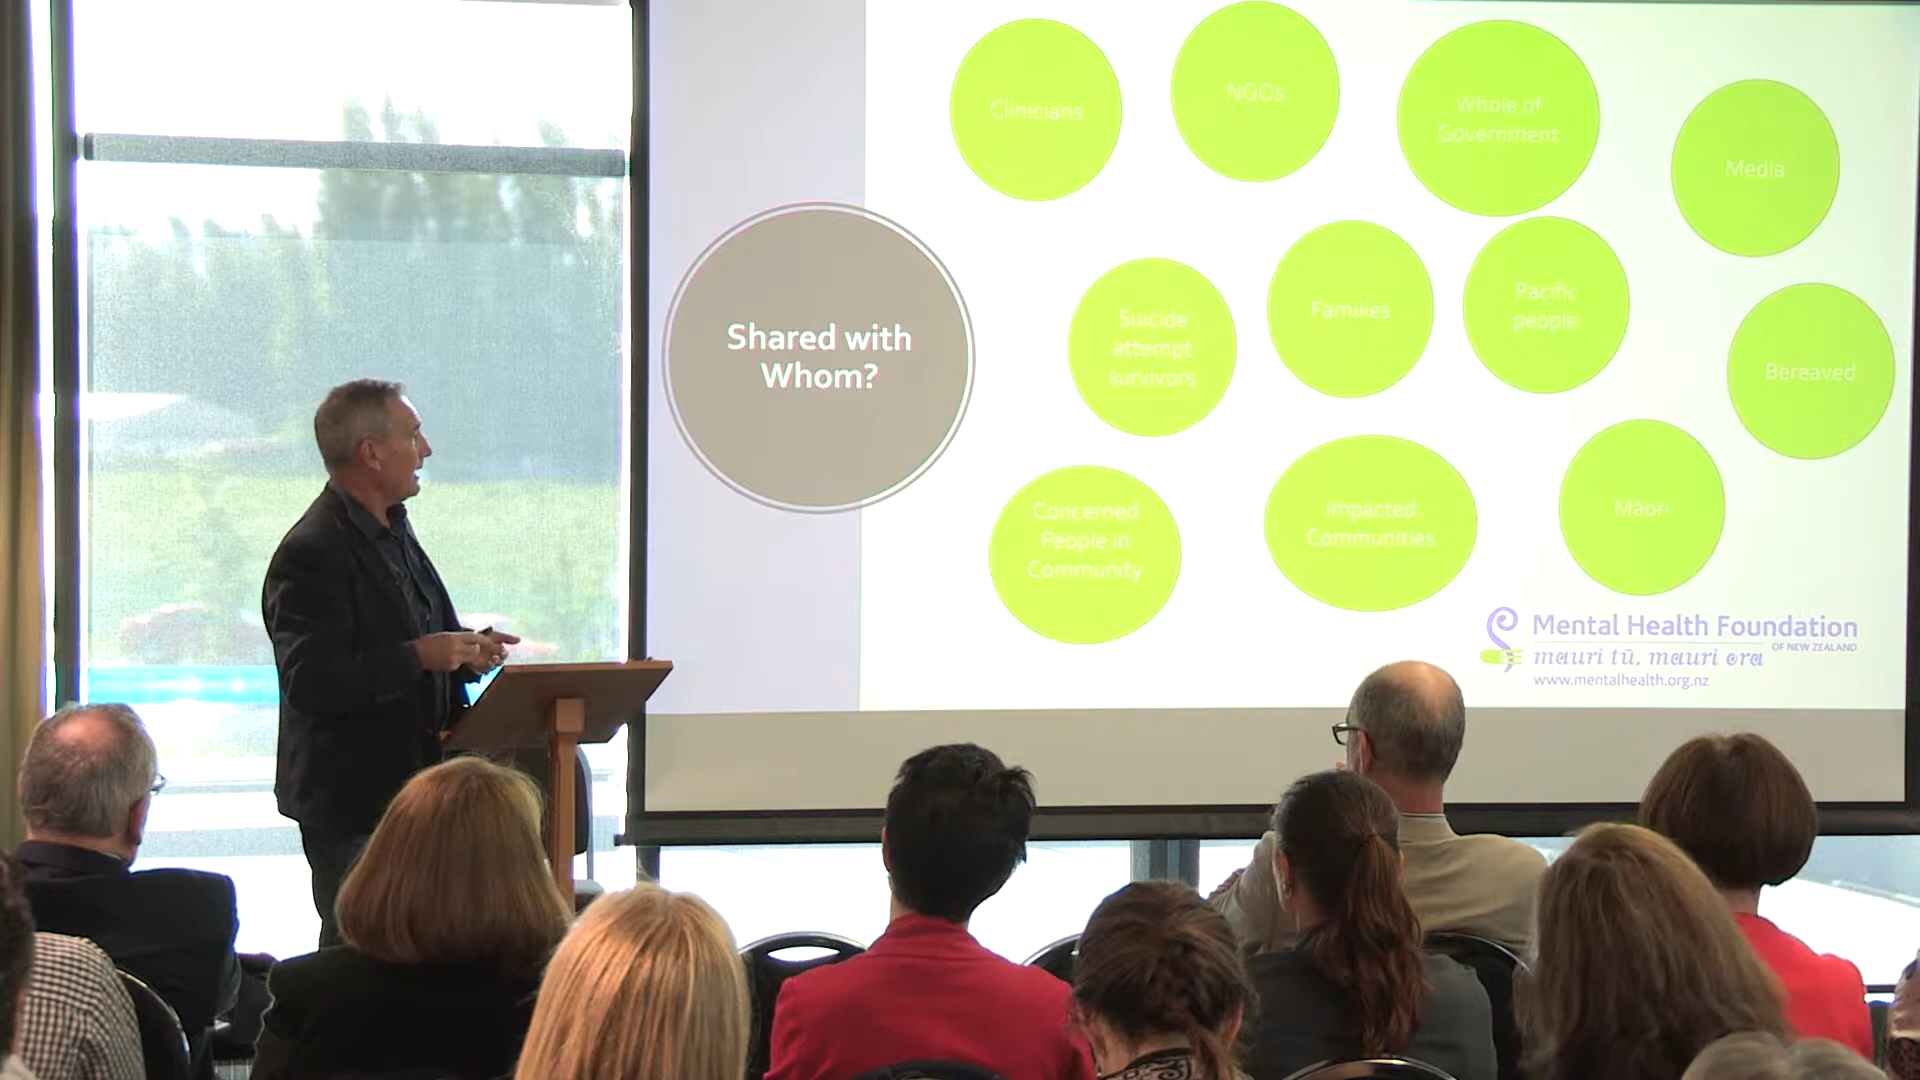 Shared with
Whom?
Clinicians
NGOs
Whole of
Government
Media
Suicide
attempt
survivors
Families
Pacific
people
Bereaved
Concerned
People in
Community
Impacted
Communities
Māori
Mental Health Foundation
OF NEW ZEALAND
mauri tū, mauri ora
www.mentalhealth.org.nz